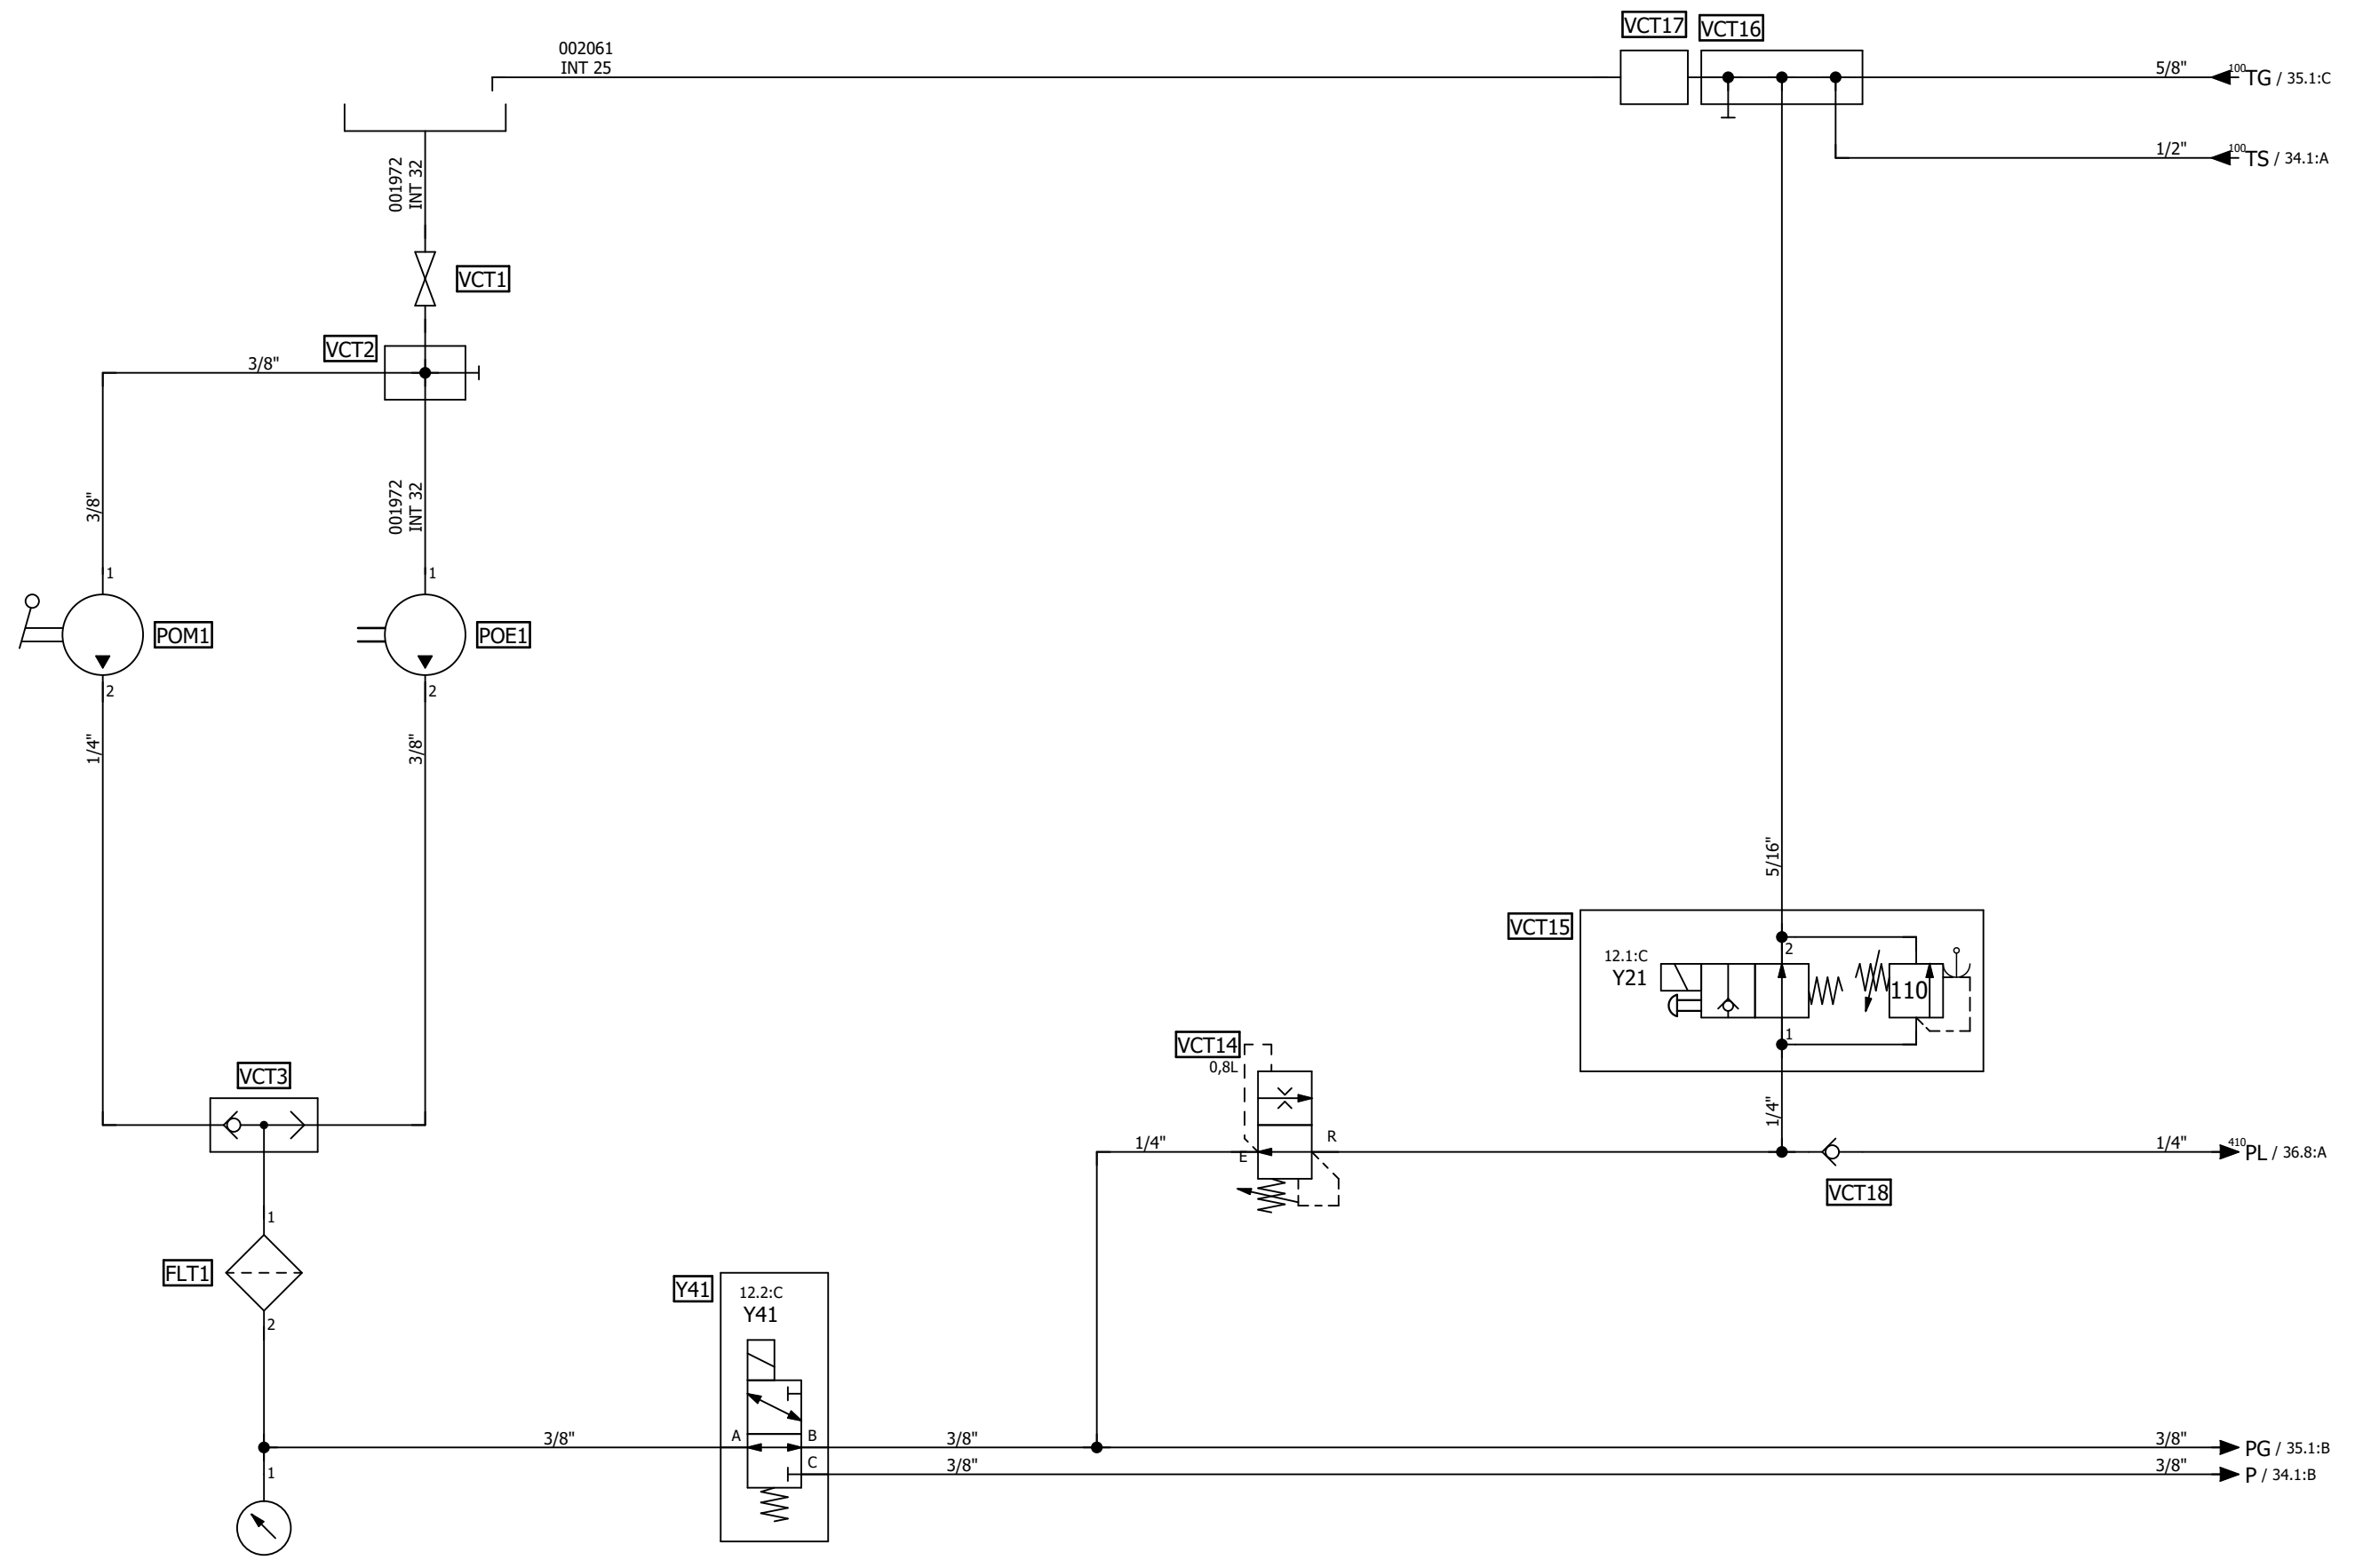 VCT17
VCT16
002061
INT 25
5/8"
100
TG / 35.1:C
1/2"
100
TS / 34.1:A
001972
INT 32
VCT1
VCT2
3/8"
3/8"
001972
INT 32
1
1
POM1
POE1
2
2
1/4"
3/8"
5/16"
VCT15
12.1:C
Y21
2
110
1
VCT14
0,8L
VCT3
1/4"
1/4"
E
R
1/4"
410
PL / 36.8:A
VCT18
1
FLT1
2
Y41
12.2:C
Y41
3/8"
A
B
C
3/8"
3/8"
3/8"
PG / 35.1:B
3/8"
P / 34.1:B
1